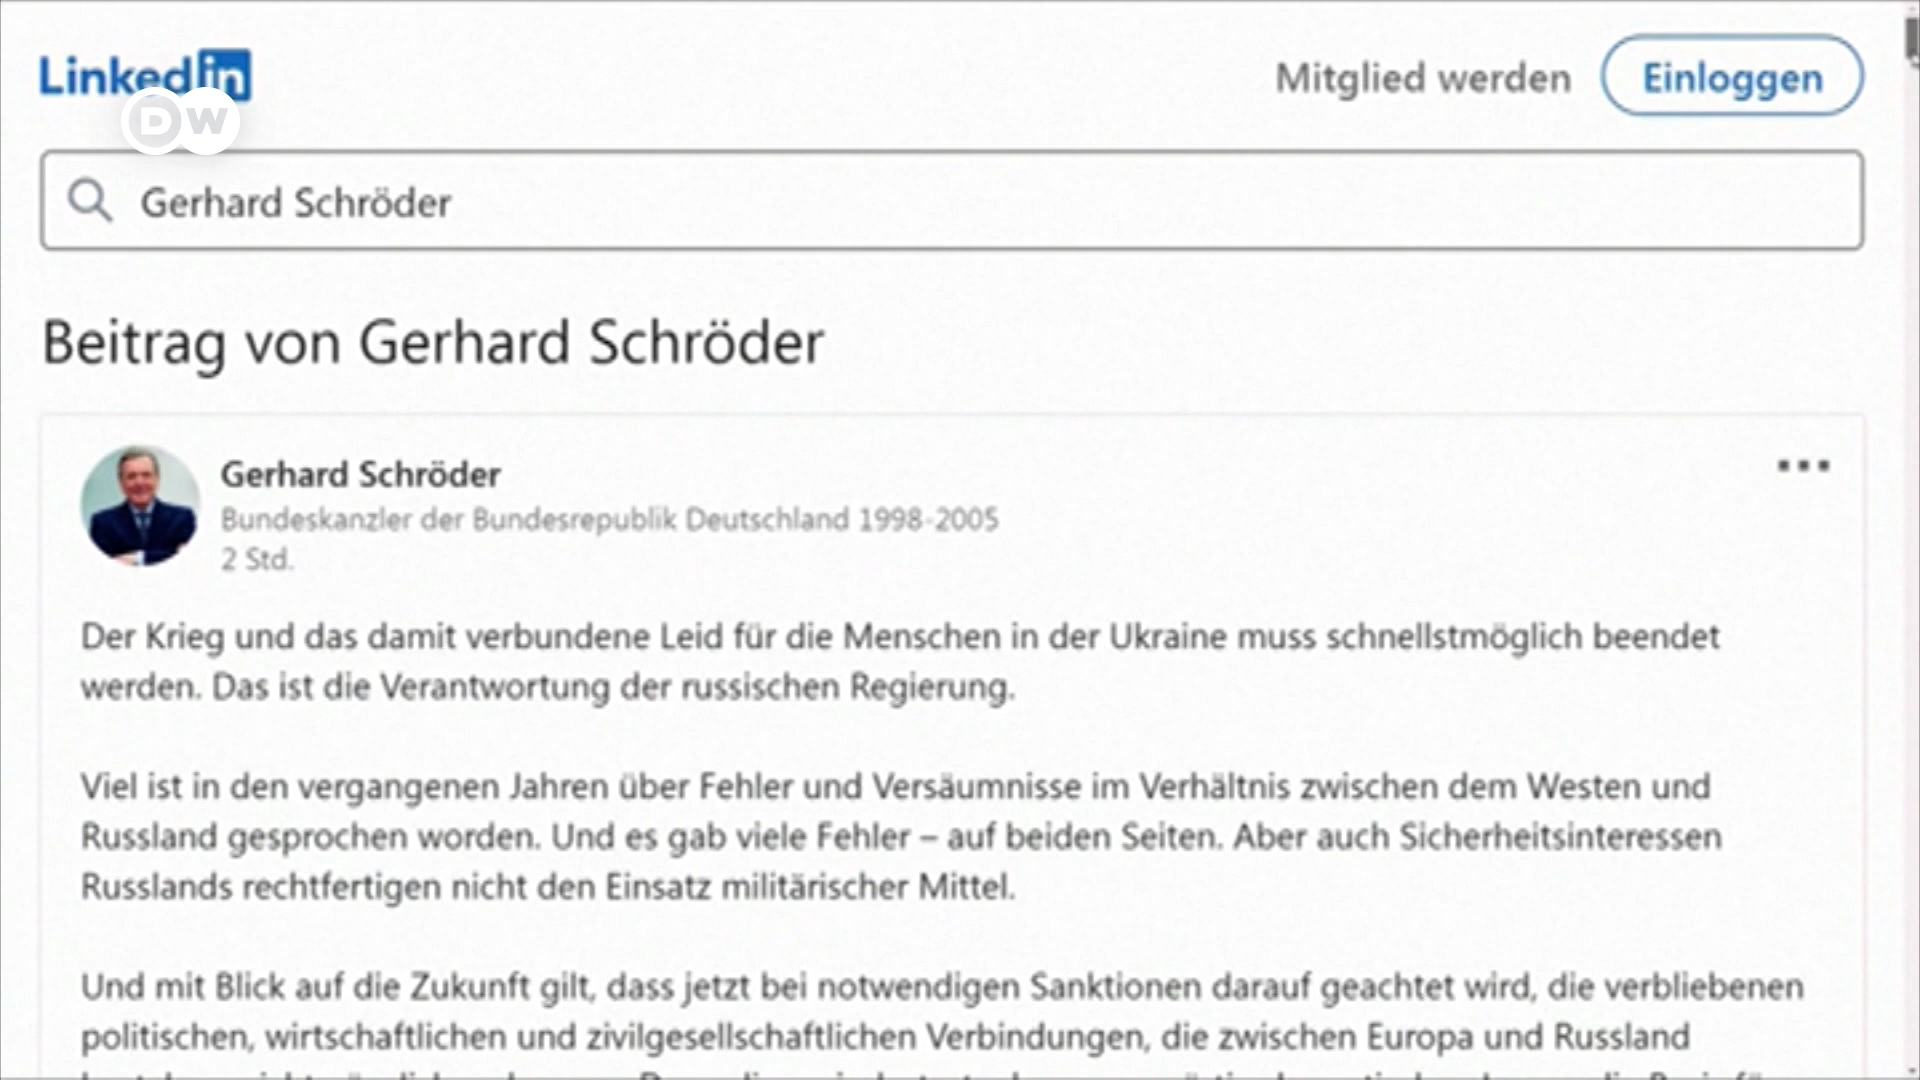 LinkedIn
DW
Mitglied werden
Einloggen
Gerhard Schröder
Beitrag von Gerhard Schröder
Gerhard Schröder
Bundeskanzler der Bundesrepublik Deutschland 1998-2005
2 Std.
Der Krieg und das damit verbundene Leid für die Menschen in der Ukraine muss schnellstmöglich beendet
werden. Das ist die Verantwortung der russischen Regierung.
Viel ist in den vergangenen Jahren über Fehler und Versäumnisse im Verhältnis zwischen dem Westen und
Russland gesprochen worden. Und es gab viele Fehler – auf beiden Seiten. Aber auch Sicherheitsinteressen
Russlands rechtfertigen nicht den Einsatz militärischer Mittel.
Und mit Blick auf die Zukunft gilt, dass jetzt bei notwendigen Sanktionen darauf geachtet wird, die verbliebenen
politischen, wirtschaftlichen und zivilgesellschaftlichen Verbindungen, die zwischen Europa und Russland